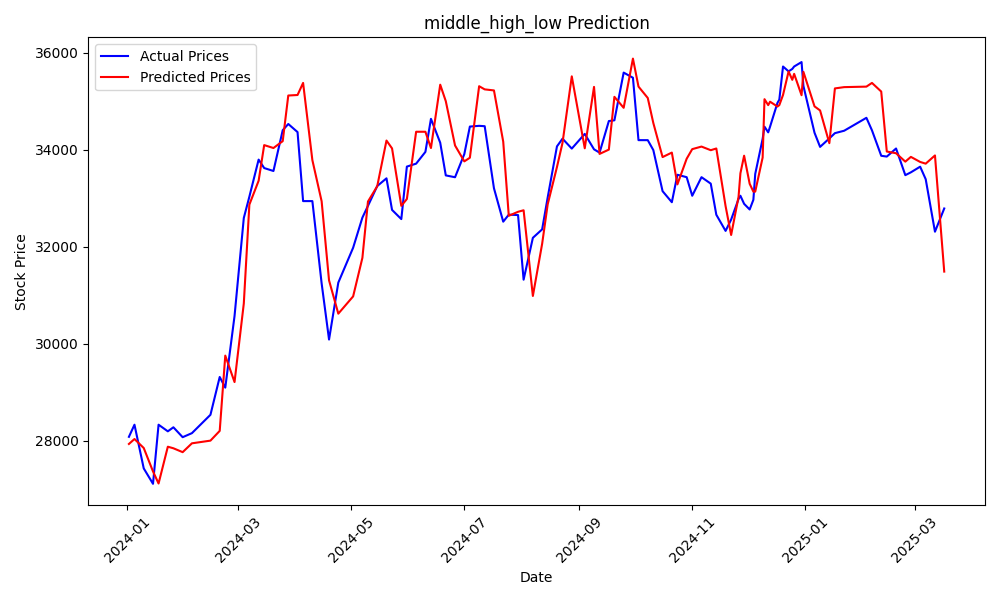 middle_high_low Prediction
Actual Prices
Predicted Prices
Stock Price
36000
34000
32000
30000
28000
2024-01
2024-03
2024-05
2024-07
2024-09
2024-11
2025-01
2025-03
Date